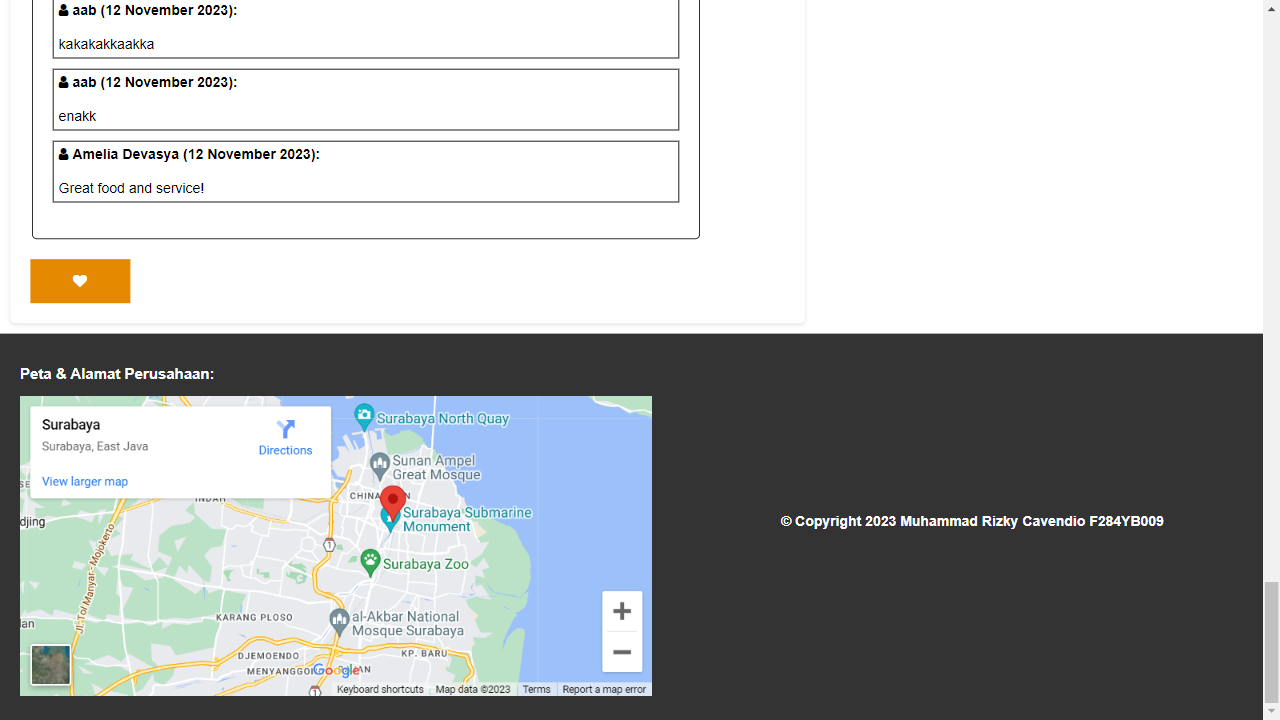 aab (12 November 2023):
kakakakkaakka
aab (12 November 2023):
enakk
Amelia Devasya (12 November 2023):
Great food and service!
Peta & Alamat Perusahaan:
Surabaya
Surabaya, East Java
Directions
View larger map
Surabaya North Quay
Sunan Ampel
Great Mosque
INDAH
Surabaya Submarine
Monument
djing
1
Surabaya Zoo
Jl. Tol Manyar - Mojokerto
KARANG PLOSO
al-Akbar National
Mosque Surabaya
DJEMOENDO
KP. BARU
Google
1
Keyboard shortcuts
Map data ©2023
Terms
Report a map error
© Copyright 2023 Muhammad Rizky Cavendio F284YB009